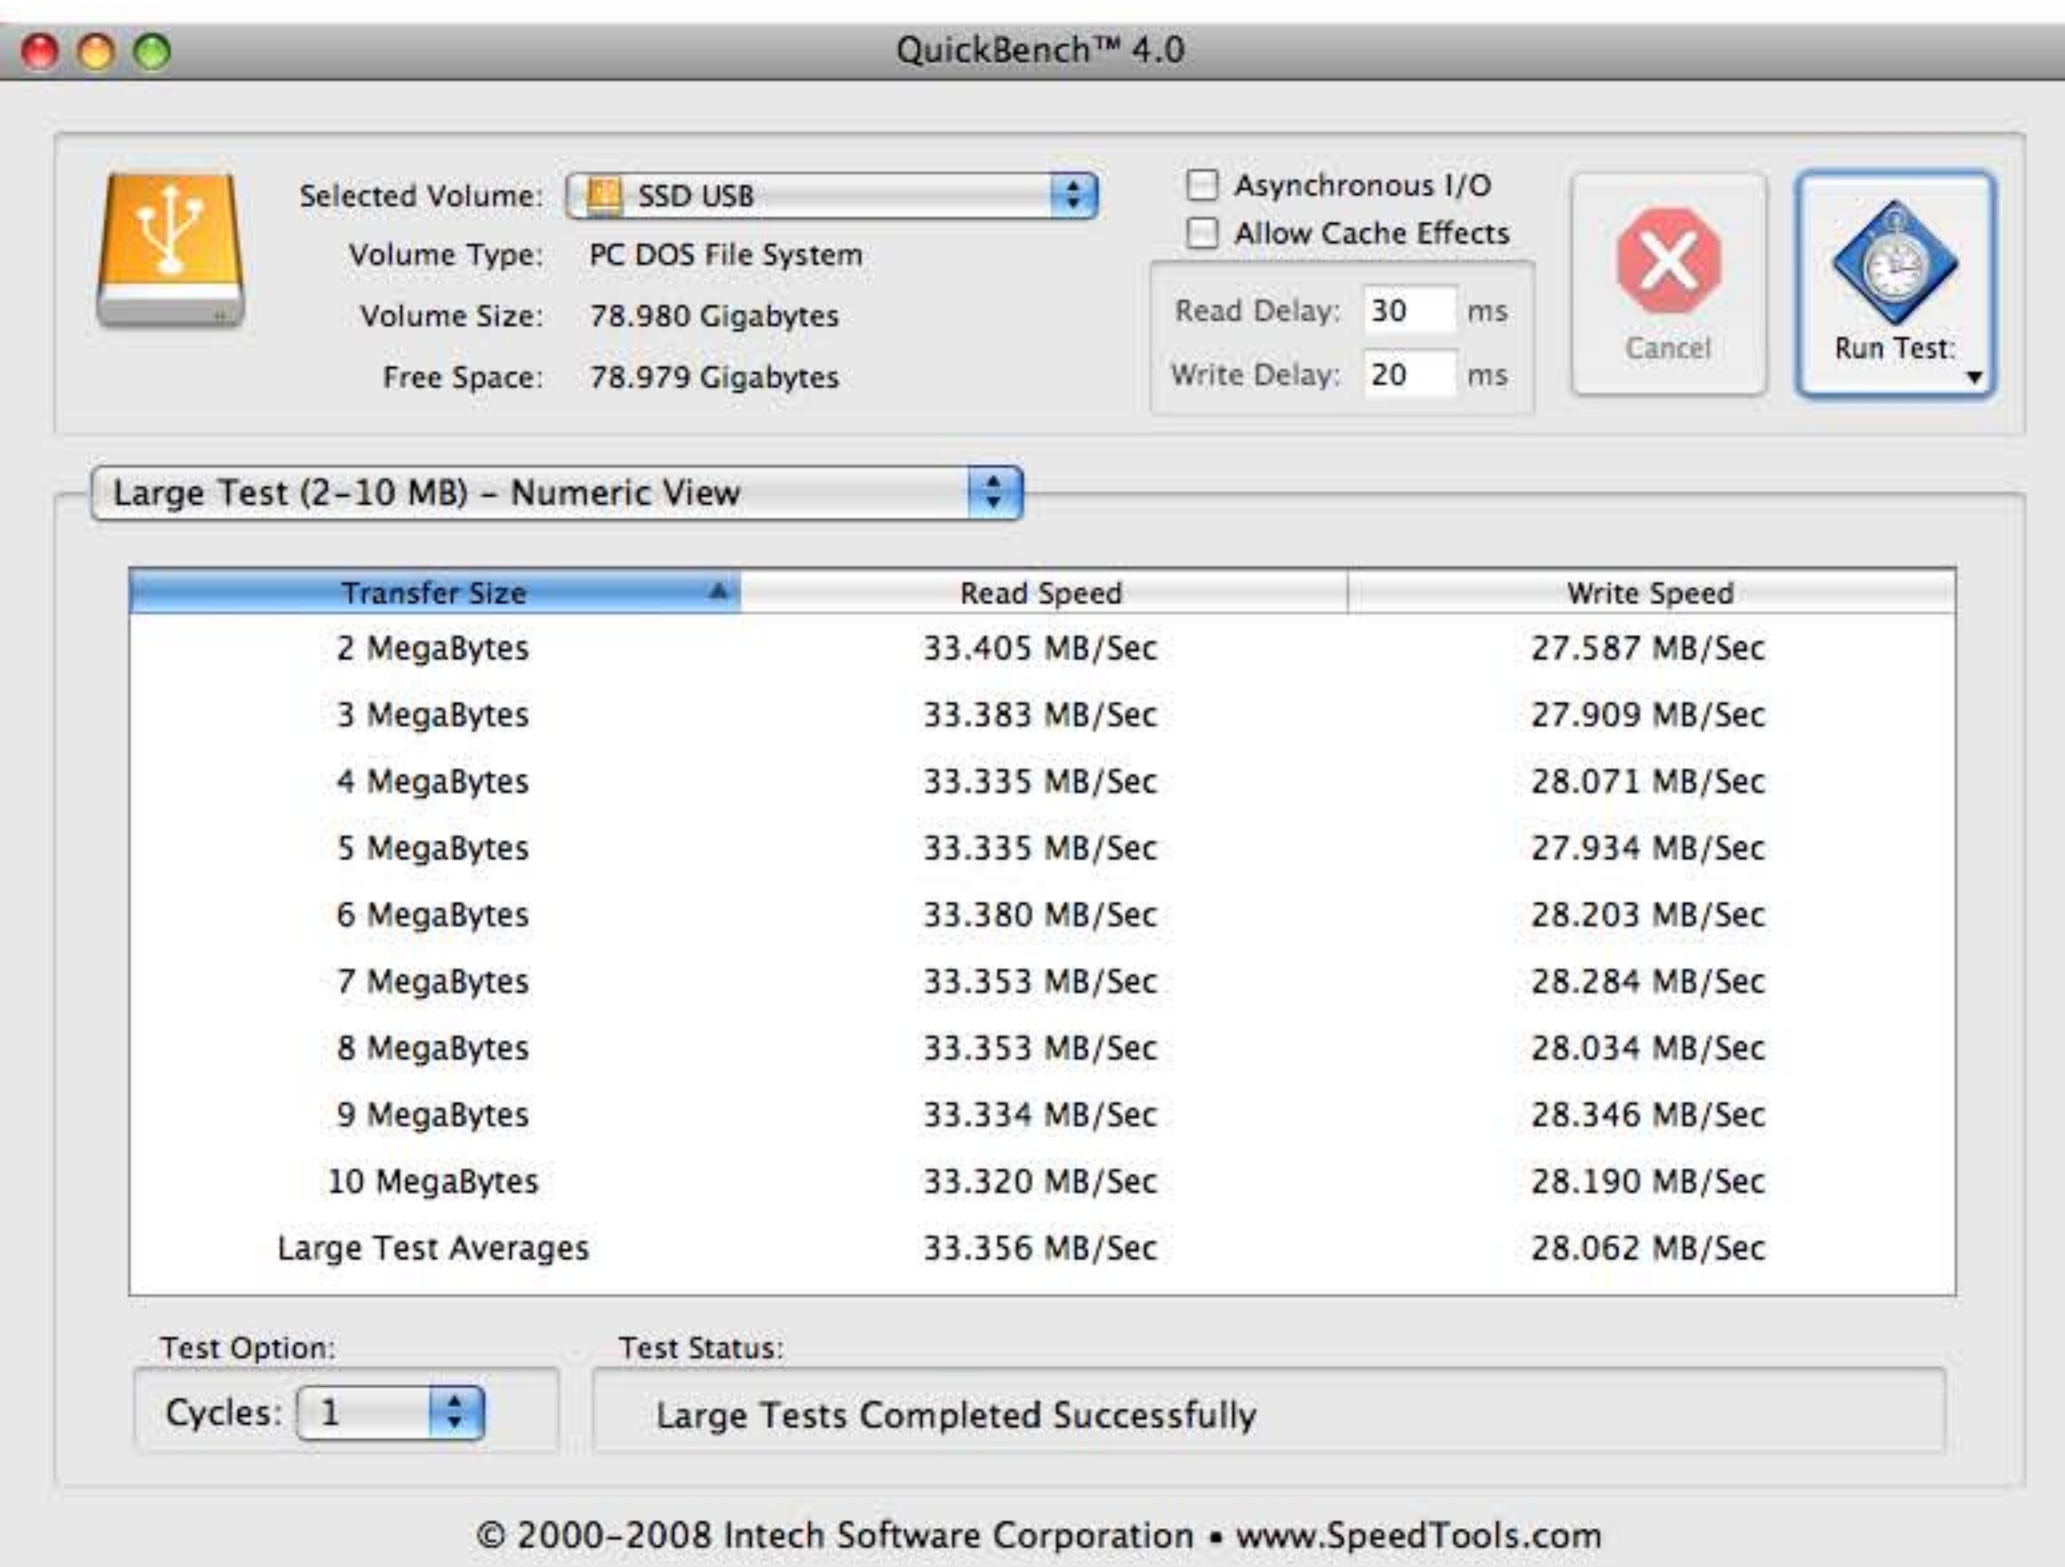 QuickBench™ 4.0
Selected Volume: SSD USB
Volume Type: PC DOS File System
Volume Size: 78.980 Gigabytes
Free Space: 78.979 Gigabytes
Asynchronous I/O
Allow Cache Effects
Read Delay: 30 ms
Write Delay: 20 ms
Cancel
Run Test:
Large Test (2-10 MB) - Numeric View
Transfer Size Read Speed Write Speed
2 MegaBytes 33.405 MB/Sec 27.587 MB/Sec
3 MegaBytes 33.383 MB/Sec 27.909 MB/Sec
4 MegaBytes 33.335 MB/Sec 28.071 MB/Sec
5 MegaBytes 33.335 MB/Sec 27.934 MB/Sec
6 MegaBytes 33.380 MB/Sec 28.203 MB/Sec
7 MegaBytes 33.353 MB/Sec 28.284 MB/Sec
8 MegaBytes 33.353 MB/Sec 28.034 MB/Sec
9 MegaBytes 33.334 MB/Sec 28.346 MB/Sec
10 MegaBytes 33.320 MB/Sec 28.190 MB/Sec
Large Test Averages 33.356 MB/Sec 28.062 MB/Sec
Test Option: Test Status:
Cycles: 1 Large Tests Completed Successfully
© 2000-2008 Intech Software Corporation • www.SpeedTools.com